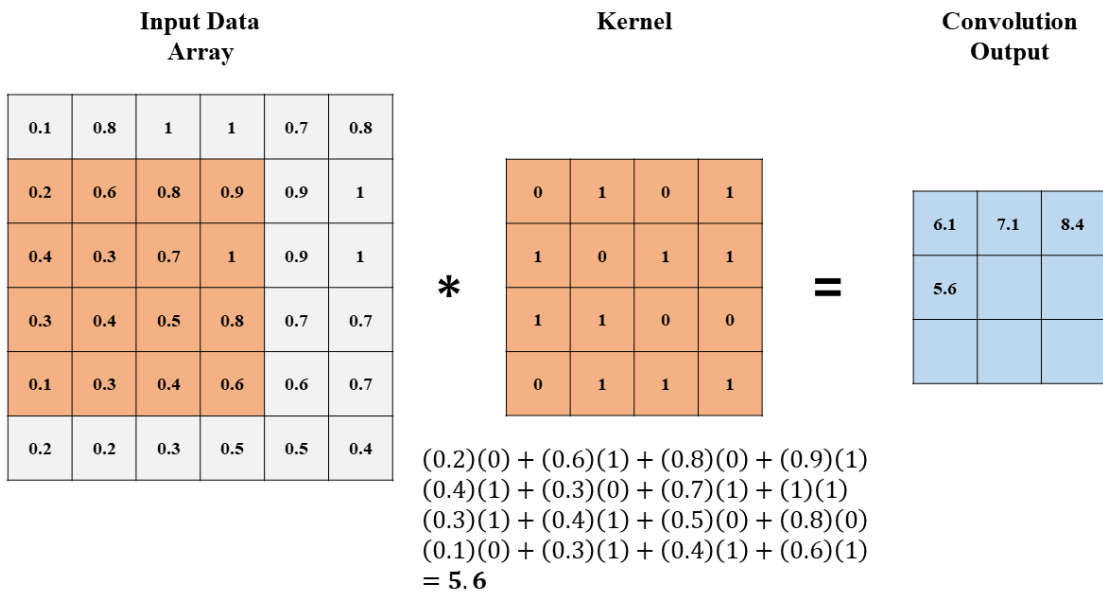 Input Data
Array
Kernel
Convolution
Output
0.1 0.8 1 1 0.7 0.8
0.2 0.6 0.8 0.9 0.9 1
0.4 0.3 0.7 1 0.9 1
0.3 0.4 0.5 0.8 0.7 0.7
0.1 0.3 0.4 0.6 0.6 0.7
0.2 0.2 0.3 0.5 0.5 0.4
*
0 1 0 1
1 0 1 1
1 1 0 0
0 1 1 1
=
6.1 7.1 8.4
5.6
(0.2)(0) + (0.6)(1) + (0.8)(0) + (0.9)(1)
(0.4)(1) + (0.3)(0) + (0.7)(1) + (1)(1)
(0.3)(1) + (0.4)(1) + (0.5)(0) + (0.8)(0)
(0.1)(0) + (0.3)(1) + (0.4)(1) + (0.6)(1)
= 5.6